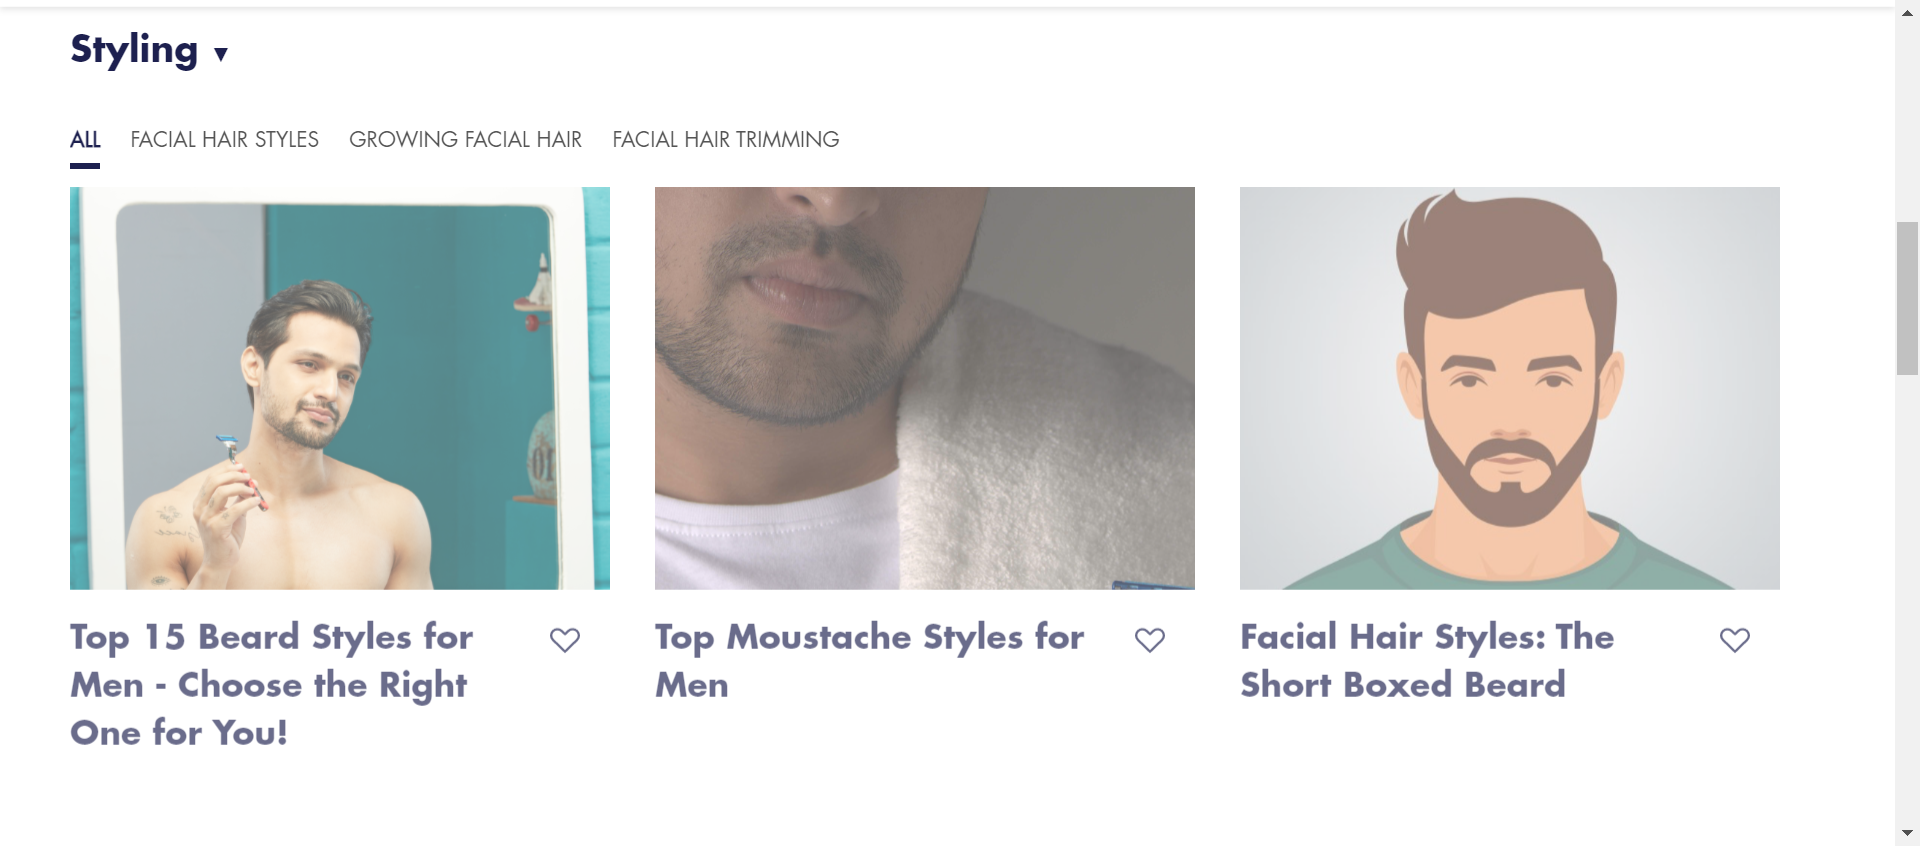 Styling ▼
ALL FACIAL HAIR STYLES GROWING FACIAL HAIR FACIAL HAIR TRIMMING
Top 15 Beard Styles for
Men - Choose the Right
One for You!
Top Moustache Styles for
Men
Facial Hair Styles: The
Short Boxed Beard